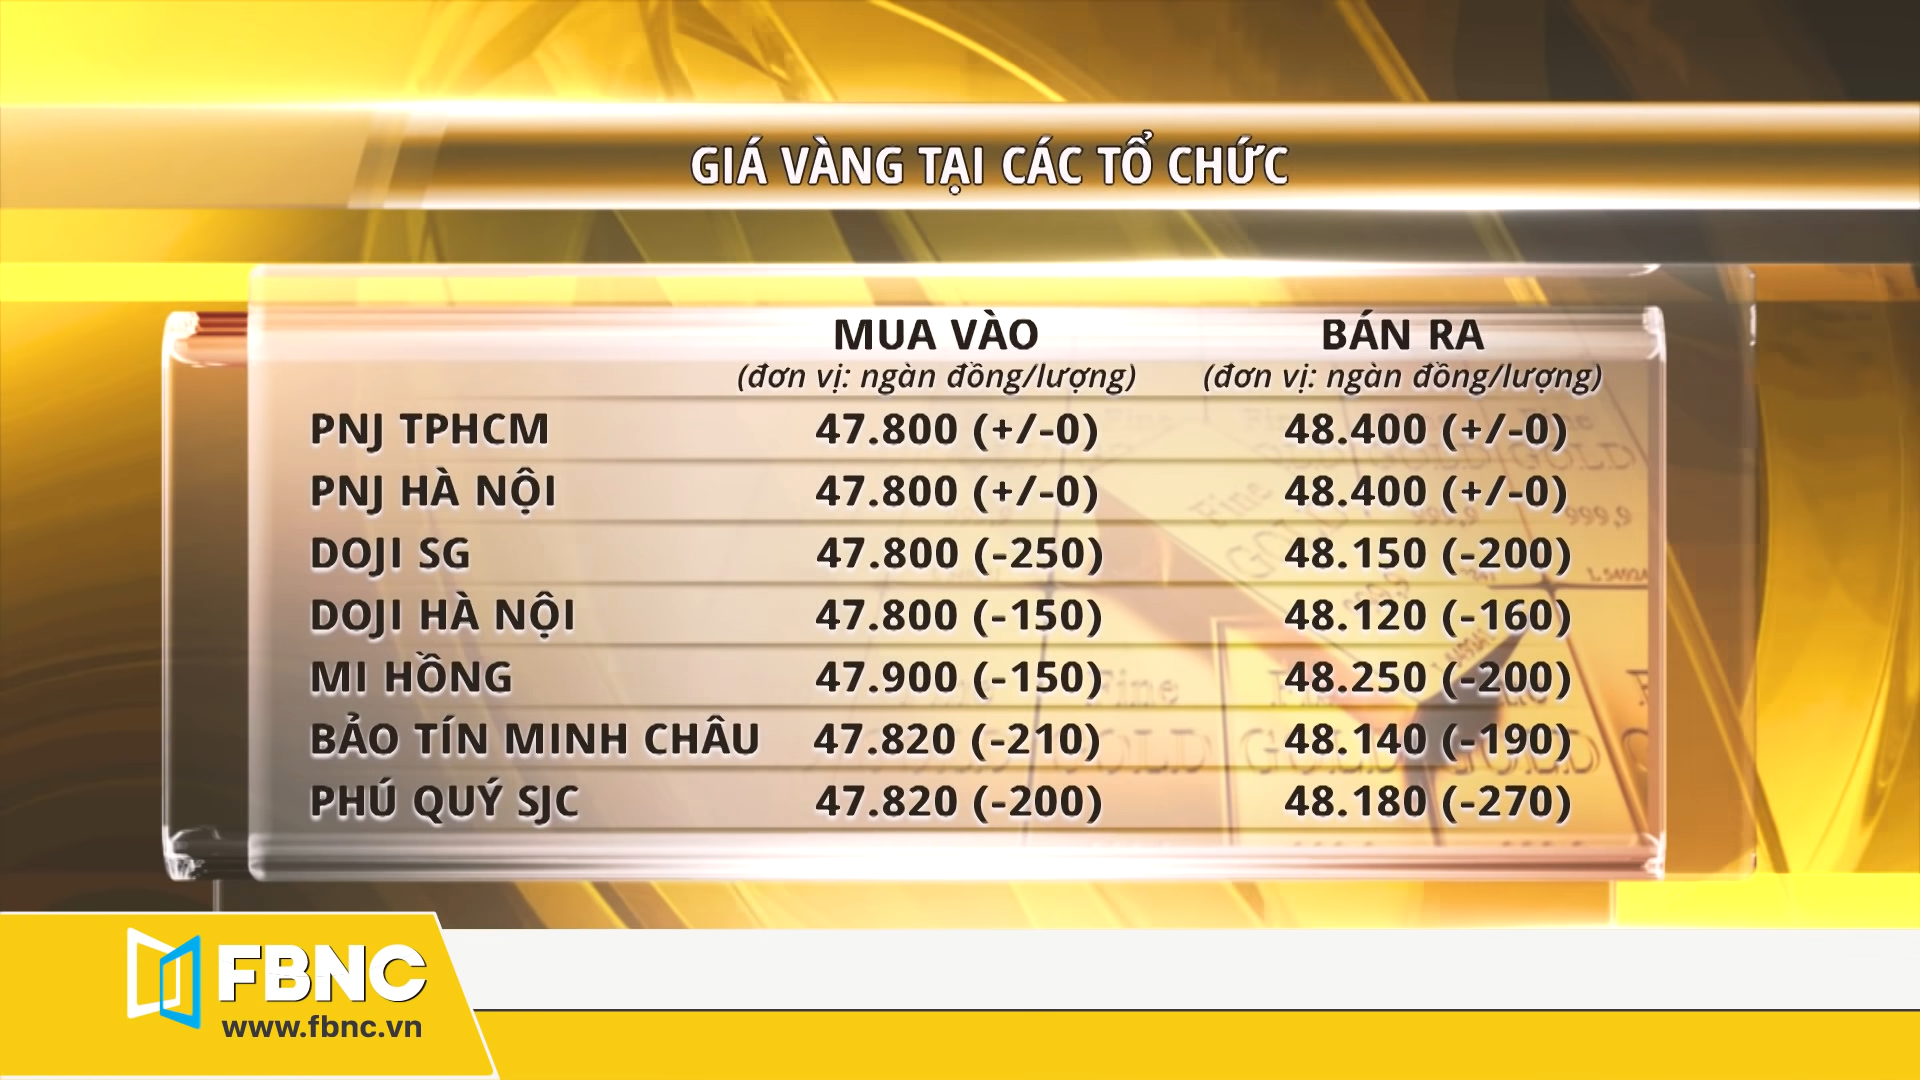 GIÁ VÀNG TẠI CÁC TỔ CHỨC
MUA VÀO BÁN RA
(đơn vị: ngàn đồng/lượng) (đơn vị: ngàn đồng/lượng)
PNJ TPHCM 47.800 (+/-0) 48.400 (+/-0)
PNJ HÀ NỘI 47.800 (+/-0) 48.400 (+/-0)
DOJI SG 47.800 (-250) 48.150 (-200)
DOJI HÀ NỘI 47.800 (-150) 48.120 (-160)
MI HỒNG 47.900 (-150) 48.250 (-200)
BẢO TÍN MINH CHÂU 47.820 (-210) 48.140 (-190)
PHÚ QUÝ SJC 47.820 (-200) 48.180 (-270)
FBNC
www.fbnc.vn